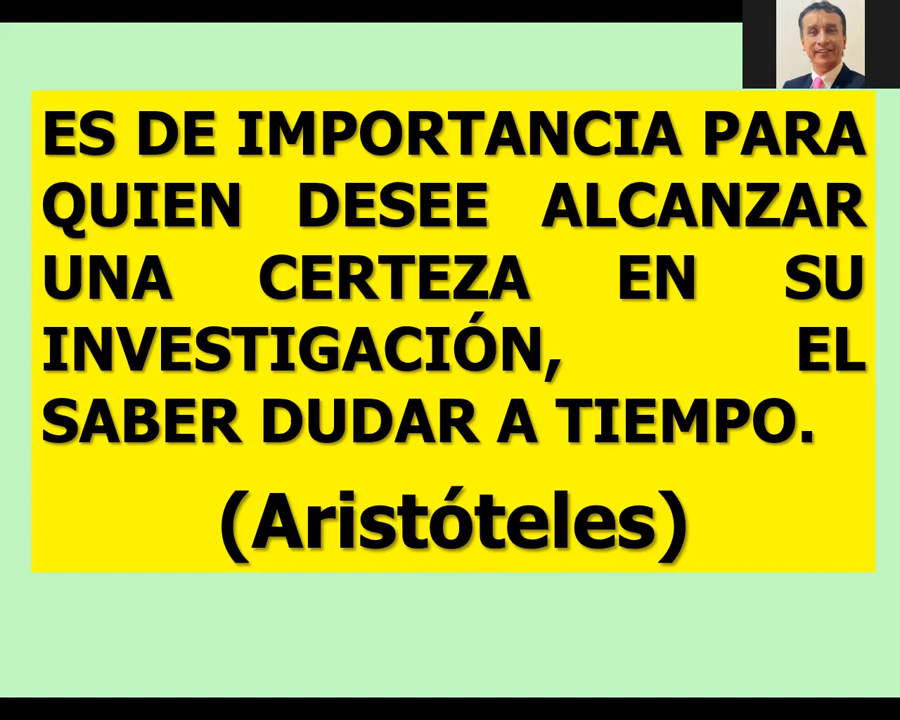 ES DE IMPORTANCIA PARA
QUIEN DESEE ALCANZAR
UNA CERTEZA EN SU
INVESTIGACIÓN, EL
SABER DUDAR A TIEMPO.
(Aristóteles)